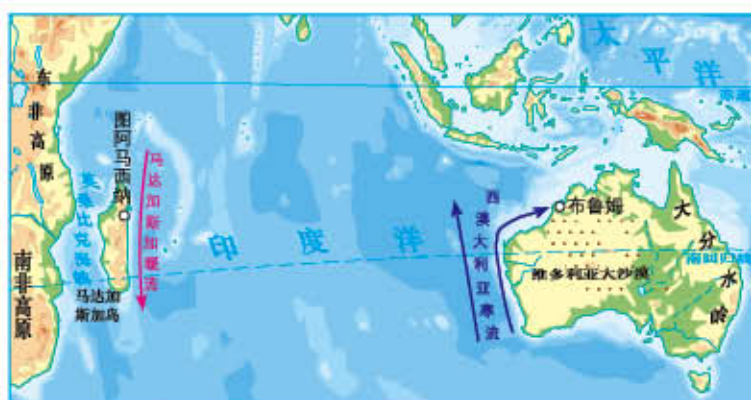 太平洋
赤道
东非高原
图阿马西纳
马达加斯加暖流
莫桑比克海峡
印度洋
西澳大利亚寒流
布鲁姆
大分水岭
南回归线
维多利亚大沙漠
南非高原
马达加
斯加岛